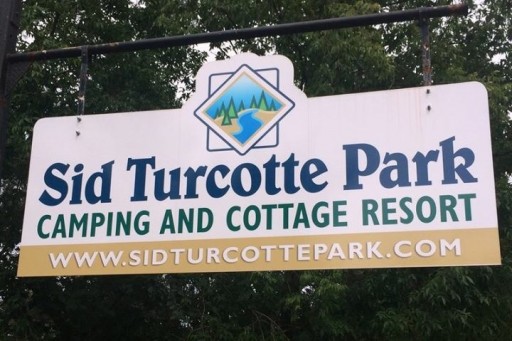 Sid Turcotte Park
CAMPING AND COTTAGE RESORT
WWW.SIDTURCOTTEPARK.COM